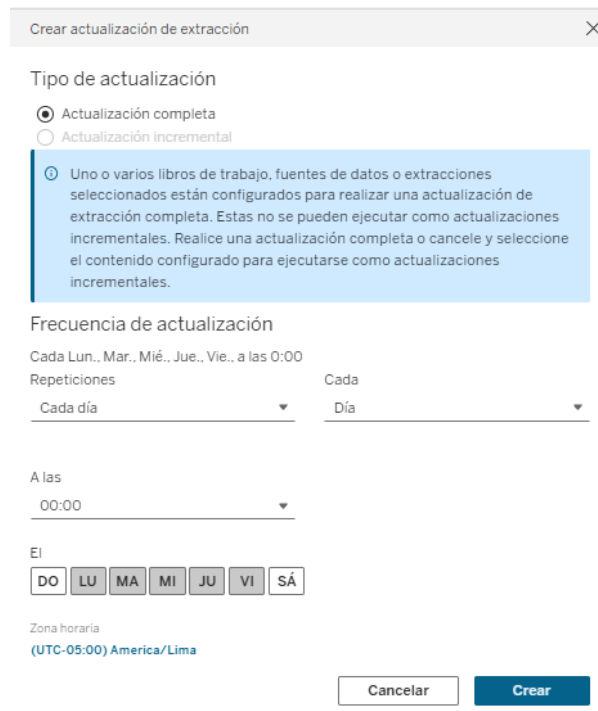 Crear actualización de extracción
Tipo de actualización
Actualización completa
Actualización incremental
Uno o varios libros de trabajo, fuentes de datos o extracciones
seleccionados están configurados para realizar una actualización de
extracción completa. Estas no se pueden ejecutar como actualizaciones
incrementales. Realice una actualización completa o cancele y seleccione
el contenido configurado para ejecutarse como actualizaciones
incrementales.
Frecuencia de actualización
Cada Lun., Mar., Mié., Jue., Vie., a las 0:00
Repeticiones Cada
Cada día Día
A las
00:00
El
DO LU MA MI JU VI SÁ
Zona horaria
(UTC-05:00) America/Lima
Cancelar Crear